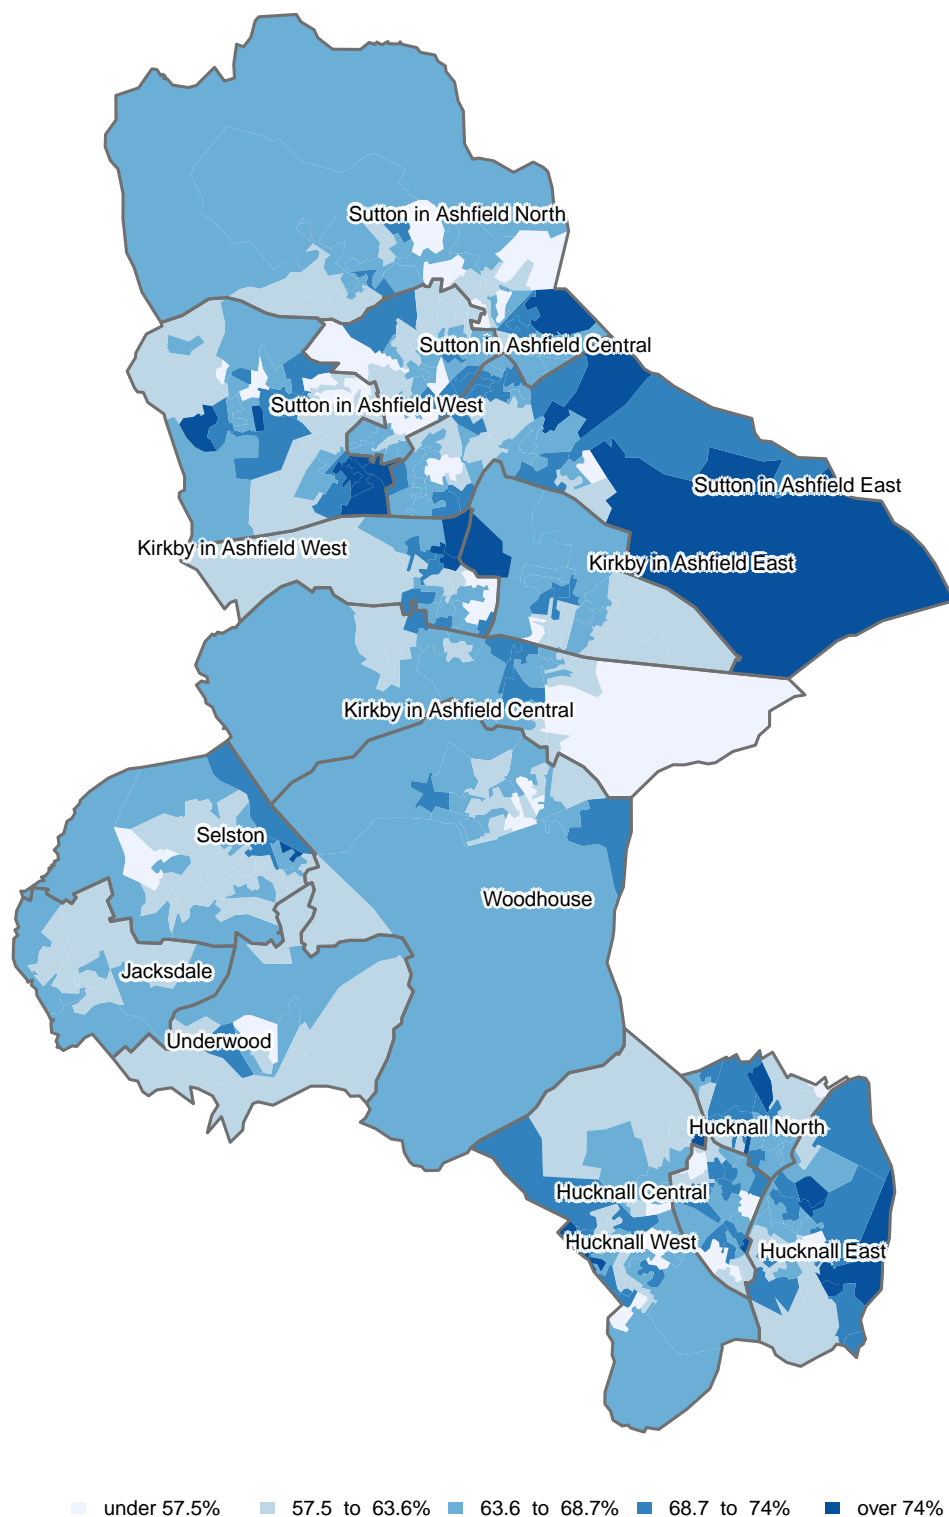 Sutton in Ashfield North
Sutton in Ashfield Central
Sutton in Ashfield West
Sutton in Ashfield East
Kirkby in Ashfield West
Kirkby in Ashfield East
Kirkby in Ashfield Central
Selston
Woodhouse
Jacksdale
Underwood
Hucknall North
Hucknall Central
Hucknall West
Hucknall East
under 57.5% 57.5 to 63.6% 63.6 to 68.7% 68.7 to 74% over 74%